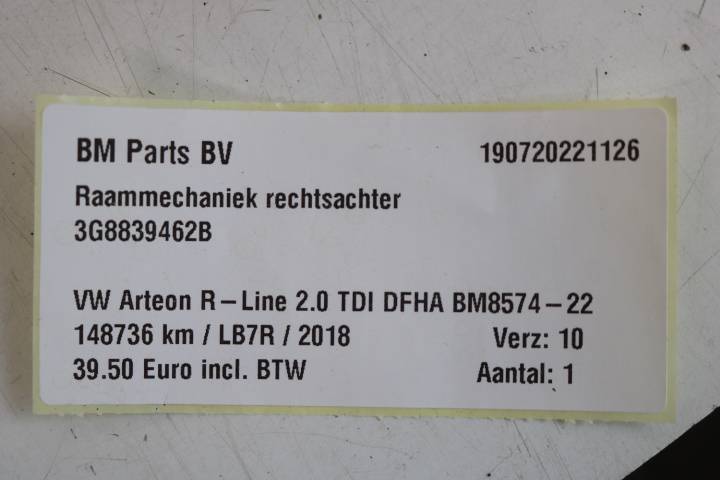 BM Parts BV 190720221126
Raammechaniek rechtsachter
3G8839462B
VW Arteon R-Line 2.0 TDI DFHA BM8574-22
148736 km / LB7R / 2018 Verz: 10
39.50 Euro incl. BTW Aantal: 1